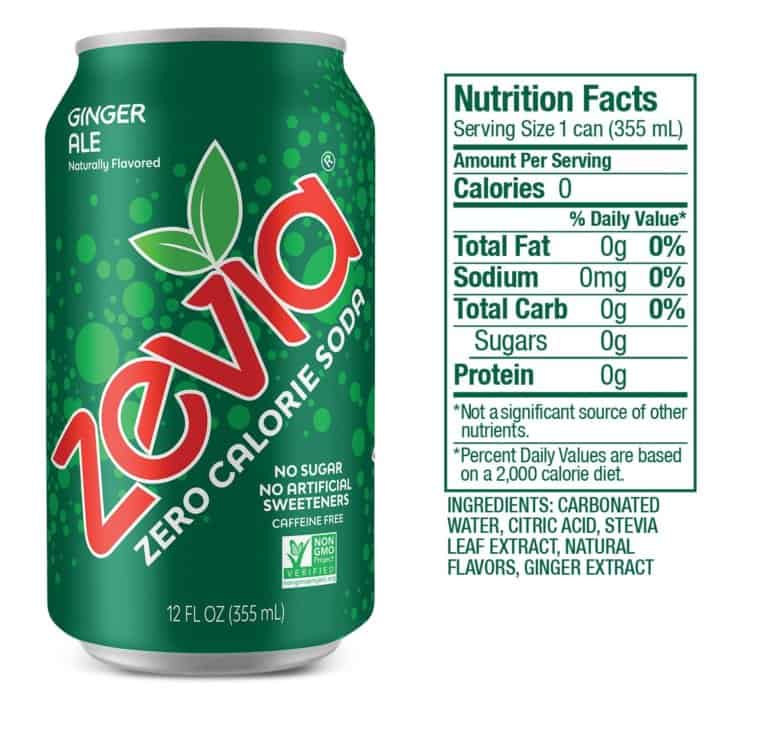 GINGER
ALE
Naturally Flavored
zevia®
ZERO CALORIE SODA
NO SUGAR
NO ARTIFICIAL
SWEETENERS
CAFFEINE FREE
NON
GMO
Project
VERIFIED
nongmoproject.org
12 FL OZ (355 mL)
Nutrition Facts
Serving Size 1 can (355 mL)
Amount Per Serving
Calories 0
% Daily Value*
Total Fat 0g 0%
Sodium 0mg 0%
Total Carb 0g 0%
Sugars 0g
Protein 0g
*Not a significant source of other
nutrients.
*Percent Daily Values are based
on a 2,000 calorie diet.
INGREDIENTS: CARBONATED
WATER, CITRIC ACID, STEVIA
LEAF EXTRACT, NATURAL
FLAVORS, GINGER EXTRACT